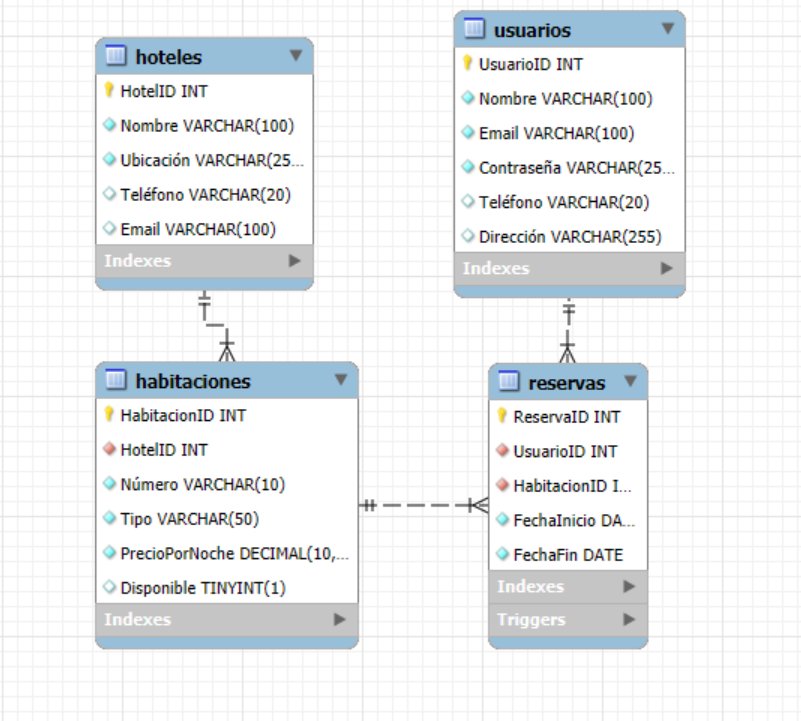 hoteles
HotelID INT
Nombre VARCHAR(100)
Ubicación VARCHAR(25...
Teléfono VARCHAR(20)
Email VARCHAR(100)
Indexes
usuarios
UsuarioID INT
Nombre VARCHAR(100)
Email VARCHAR(100)
Contraseña VARCHAR(25...
Teléfono VARCHAR(20)
Dirección VARCHAR(255)
Indexes
habitaciones
HabitacionID INT
HotelID INT
Número VARCHAR(10)
Tipo VARCHAR(50)
PrecioPorNoche DECIMAL(10,...
Disponible TINYINT(1)
Indexes
reservas
ReservaID INT
UsuarioID INT
HabitacionID I...
FechaInicio DA...
FechaFin DATE
Indexes
Triggers